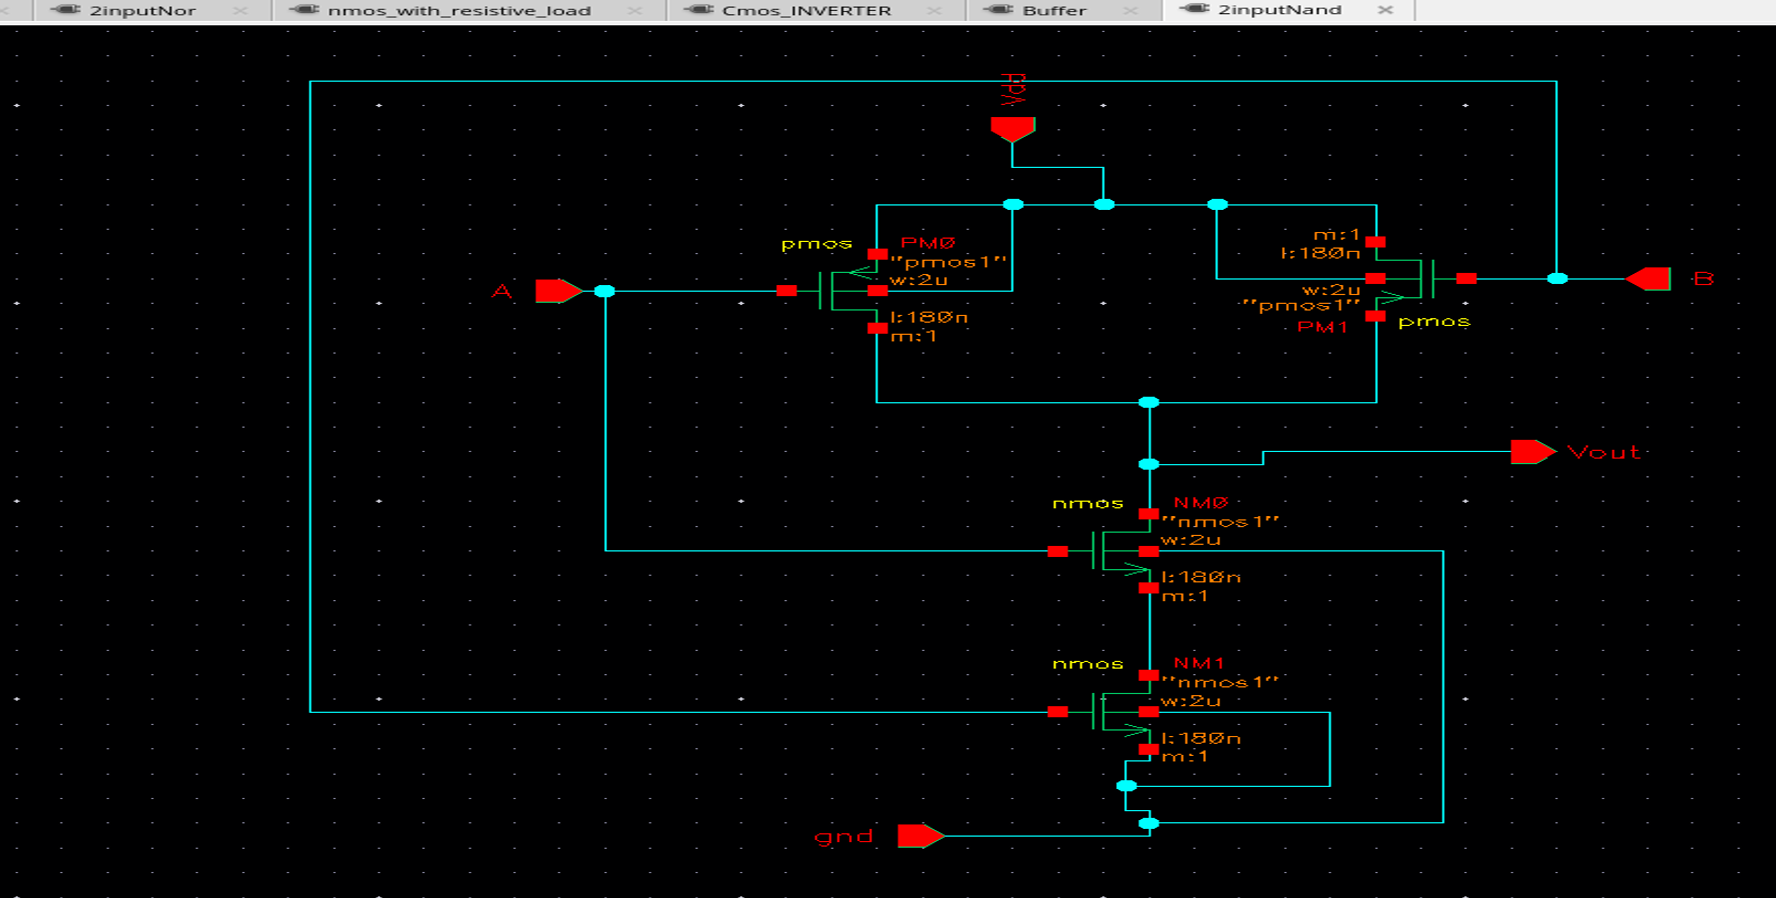 2inputNor
nmos_with_resistive_load
Cmos_INVERTER
Buffer
2inputNand
pmos
PM0
"pmos1"
w:2u
l:180n
m:1
m:1
l:180n
w:2u
"pmos1"
PM1
pmos
A
B
Vout
nmos
NM0
"nmos1"
w:2u
l:180n
m:1
nmos
NM1
"nmos1"
w:2u
l:180n
m:1
gnd